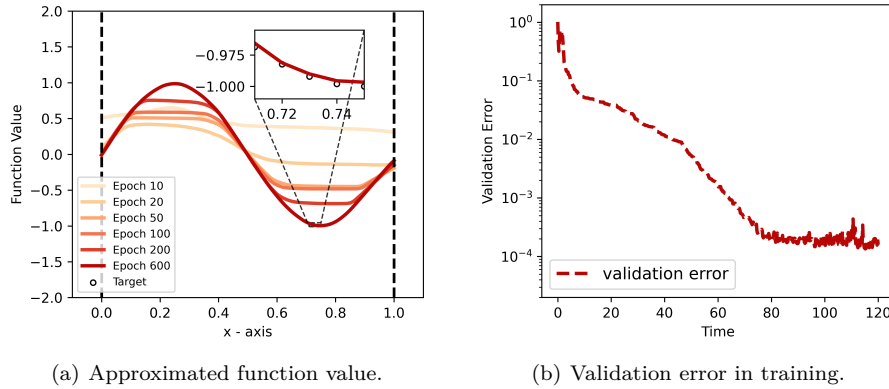 2.0
1.5
1.0
0.5
0.0
−0.5
−1.0
−1.5
−2.0
Function Value
−0.975
−1.000
0.72
0.74
Epoch 10
Epoch 20
Epoch 50
Epoch 100
Epoch 200
Epoch 600
Target
0.0 0.2 0.4 0.6 0.8 1.0
x - axis
(a) Approximated function value.
10⁰
10⁻¹
10⁻²
10⁻³
10⁻⁴
Validation Error
validation error
0 20 40 60 80 100 120
Time
(b) Validation error in training.